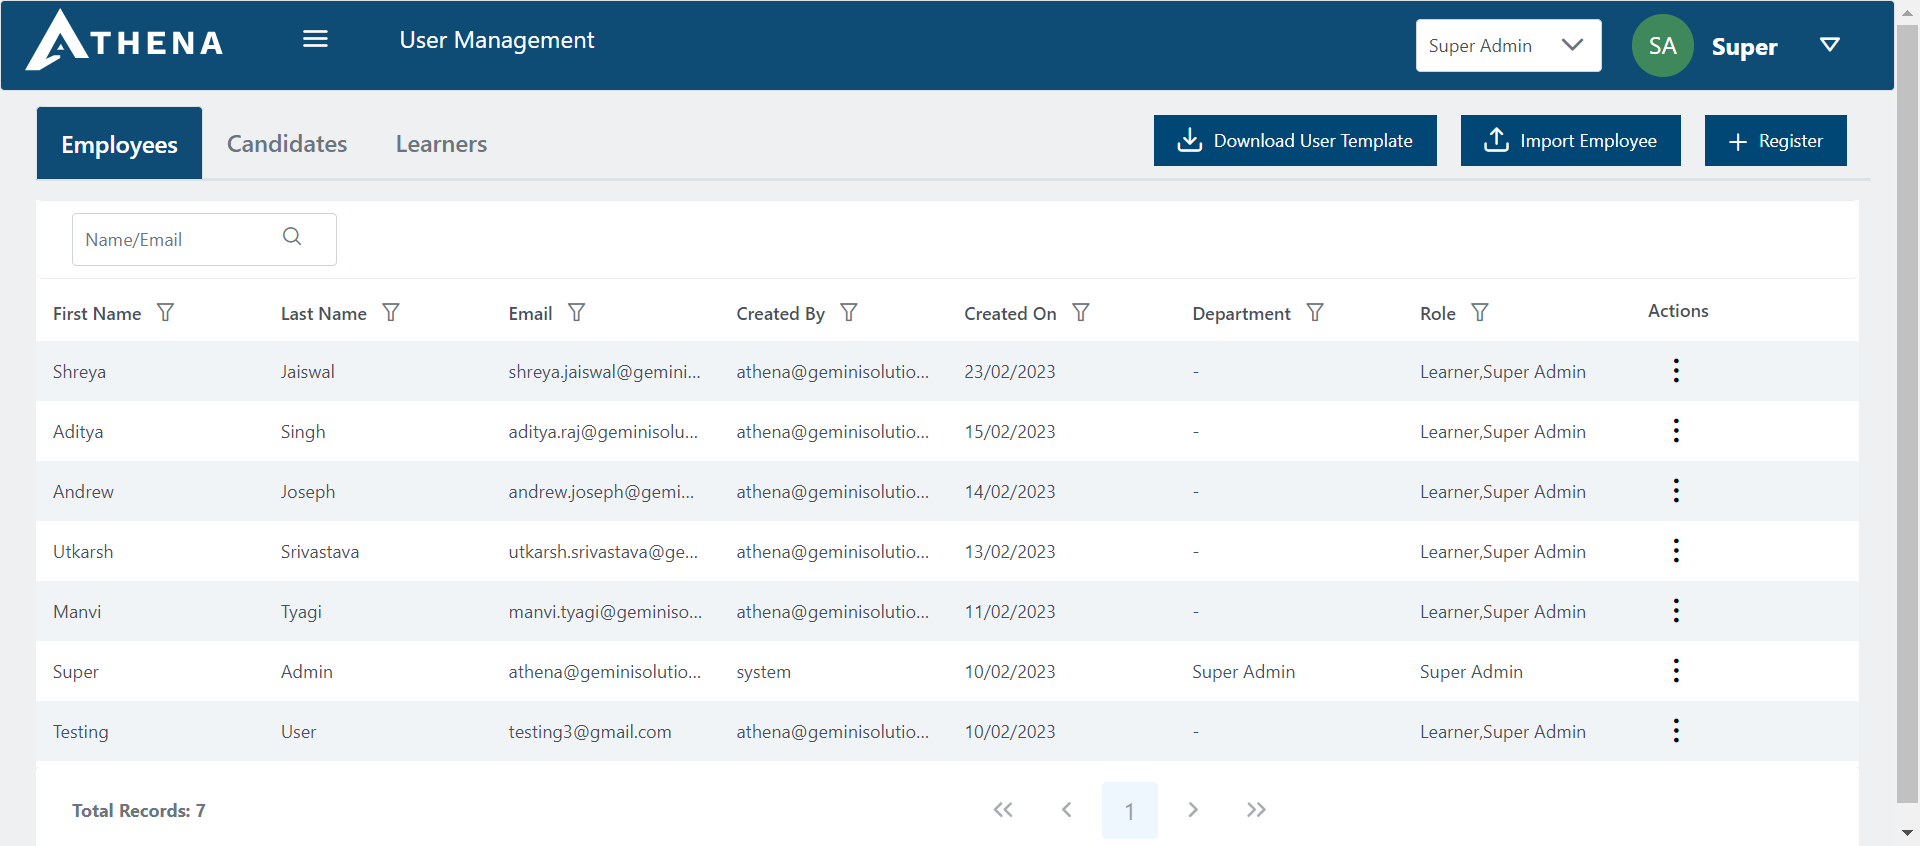 ATHENA
User Management
Super Admin
SA
Super
Employees
Candidates
Learners
Download User Template
Import Employee
Register
Name/Email
First Name Last Name Email Created By Created On Department Role Actions
Shreya Jaiswal shreya.jaiswal@gemini... athena@geminisolutio... 23/02/2023 - Learner,Super Admin
Aditya Singh aditya.raj@geminisolu... athena@geminisolutio... 15/02/2023 - Learner,Super Admin
Andrew Joseph andrew.joseph@gemi... athena@geminisolutio... 14/02/2023 - Learner,Super Admin
Utkarsh Srivastava utkarsh.srivastava@ge... athena@geminisolutio... 13/02/2023 - Learner,Super Admin
Manvi Tyagi manvi.tyagi@geminiso... athena@geminisolutio... 11/02/2023 - Learner,Super Admin
Super Admin athena@geminisolutio... system 10/02/2023 Super Admin Super Admin
Testing User testing3@gmail.com athena@geminisolutio... 10/02/2023 - Learner,Super Admin
Total Records: 7
1